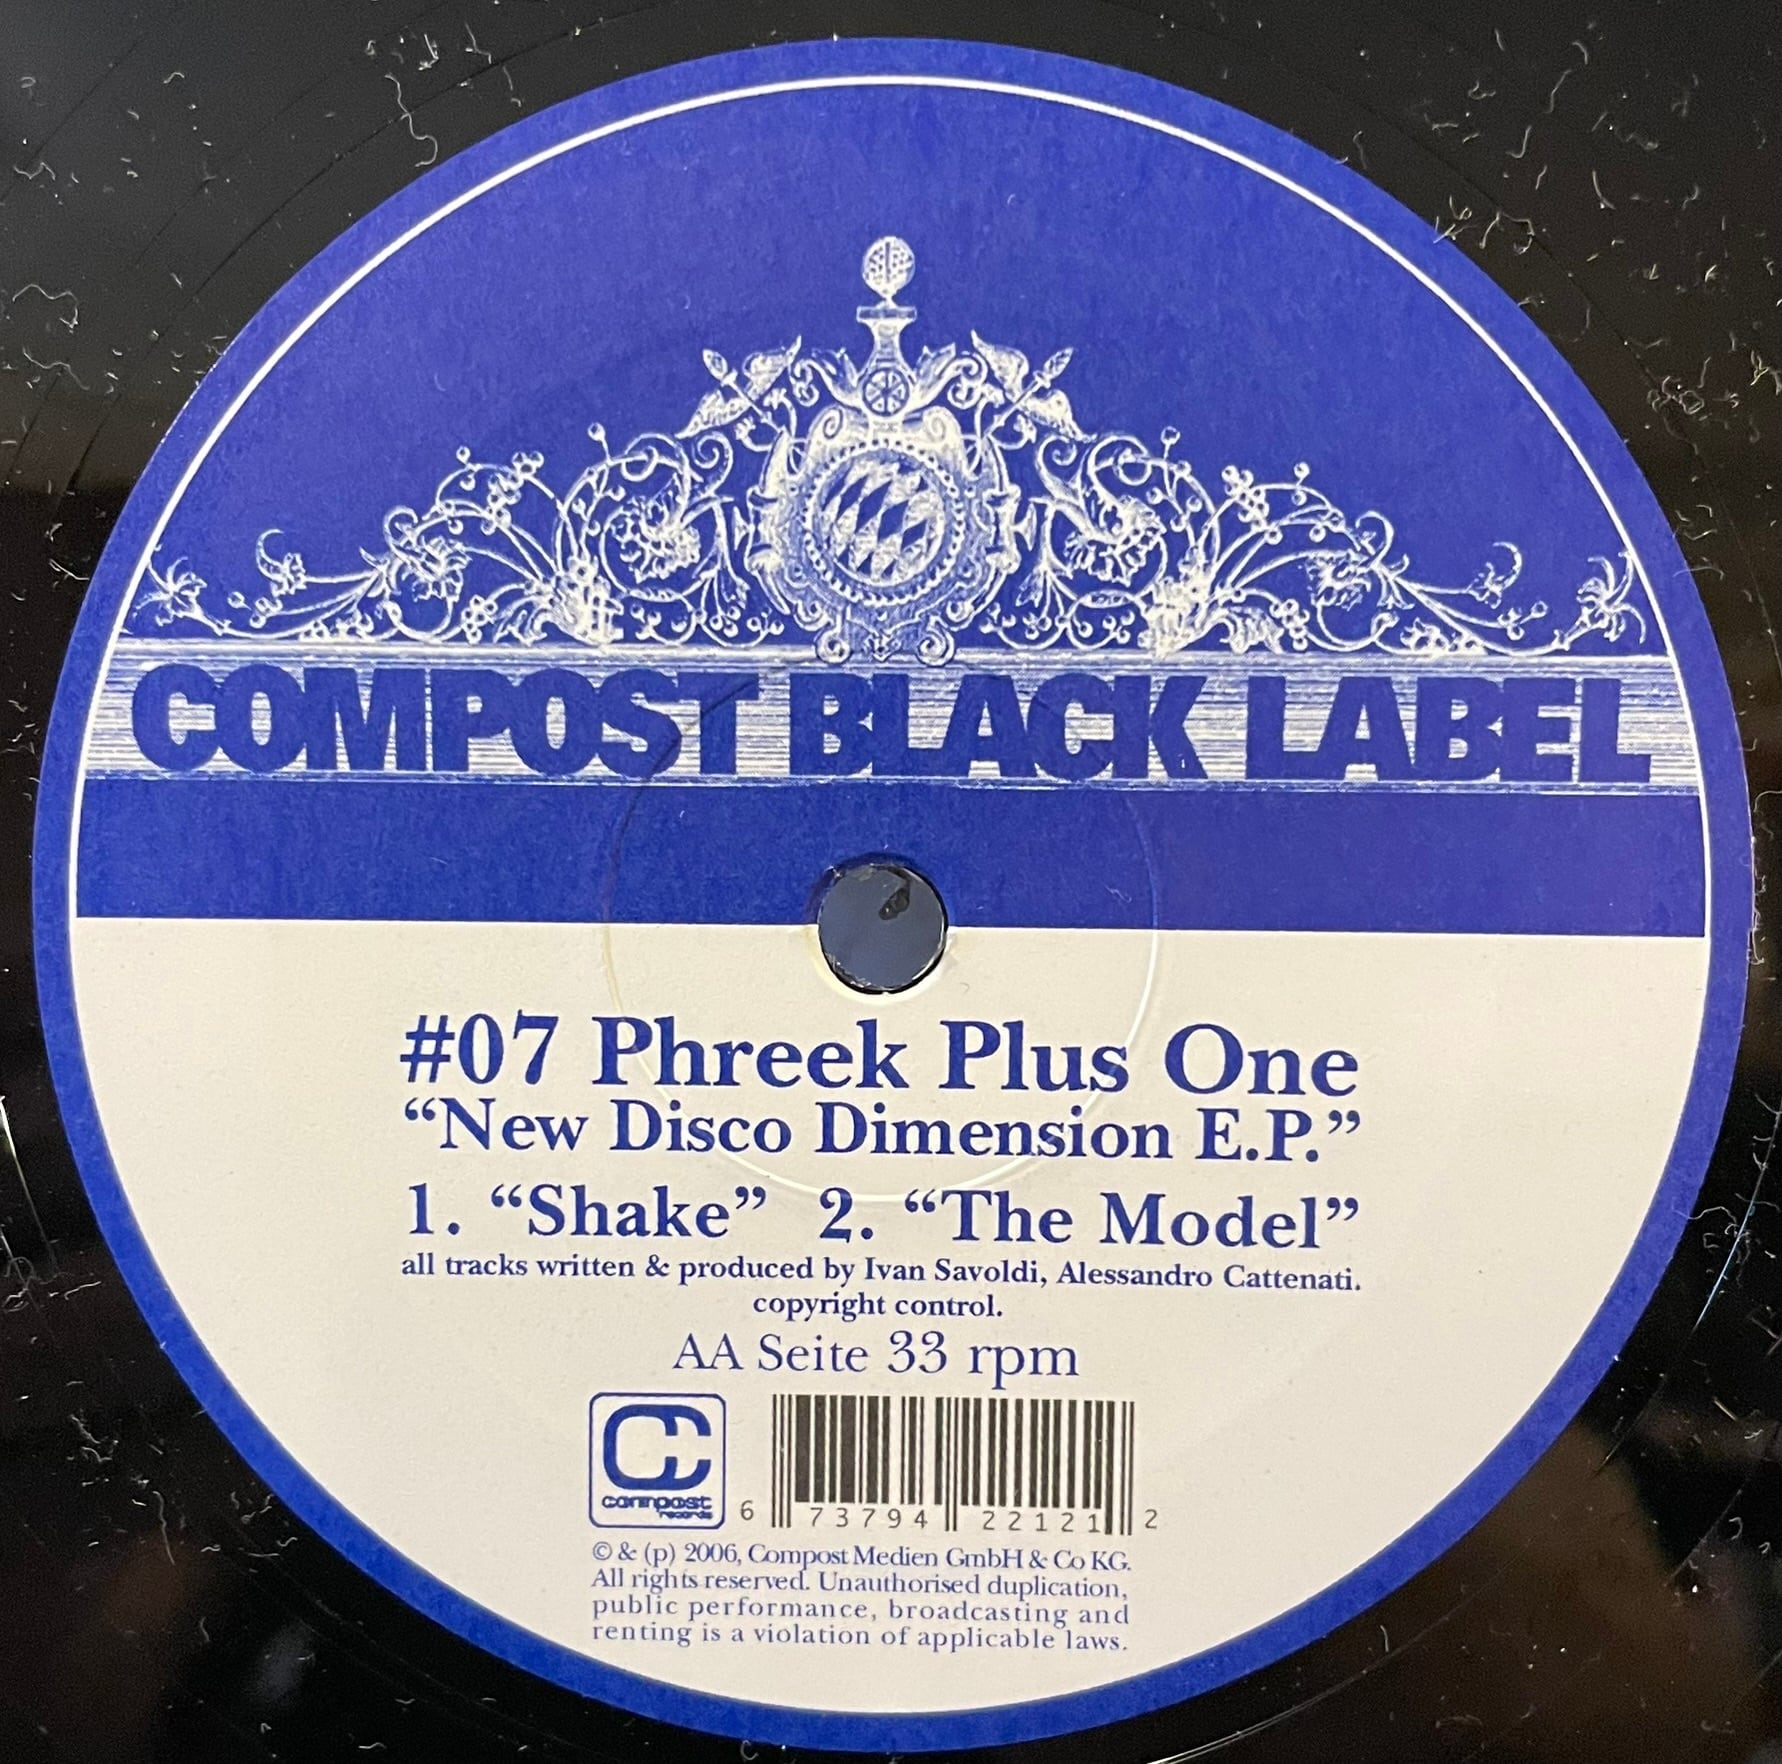 COMPOST BLACK LABEL
#07 Phreek Plus One
“New Disco Dimension E.P.”
1. “Shake” 2. “The Model”
all tracks written & produced by Ivan Savoldi, Alessandro Cattenati.
copyright control.
AA Seite 33 rpm
compost
records
6 73794 22121 2
© & (p) 2006, Compost Medien GmbH & Co KG.
All rights reserved. Unauthorised duplication,
public performance, broadcasting and
renting is a violation of applicable laws.